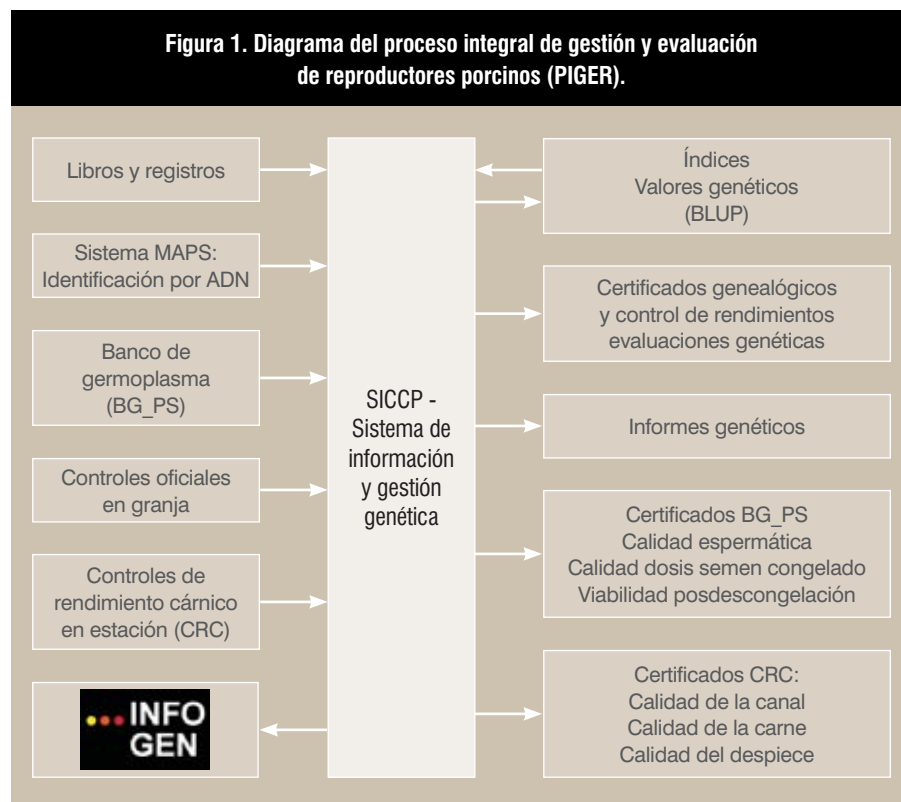 Figura 1. Diagrama del proceso integral de gestión y evaluación
de reproductores porcinos (PIGER).
Libros y registros
Sistema MAPS:
Identificación por ADN
Banco de
germoplasma
(BG_PS)
Controles oficiales
en granja
Controles de
rendimiento cárnico
en estación (CRC)
INFO
GEN
SICCP -
Sistema de
información
y gestión
genética
Índices
Valores genéticos
(BLUP)
Certificados genealógicos
y control de rendimientos
evaluaciones genéticas
Informes genéticos
Certificados BG_PS
Calidad espermática
Calidad dosis semen congelado
Viabilidad posdescongelación
Certificados CRC:
Calidad de la canal
Calidad de la carne
Calidad del despiece